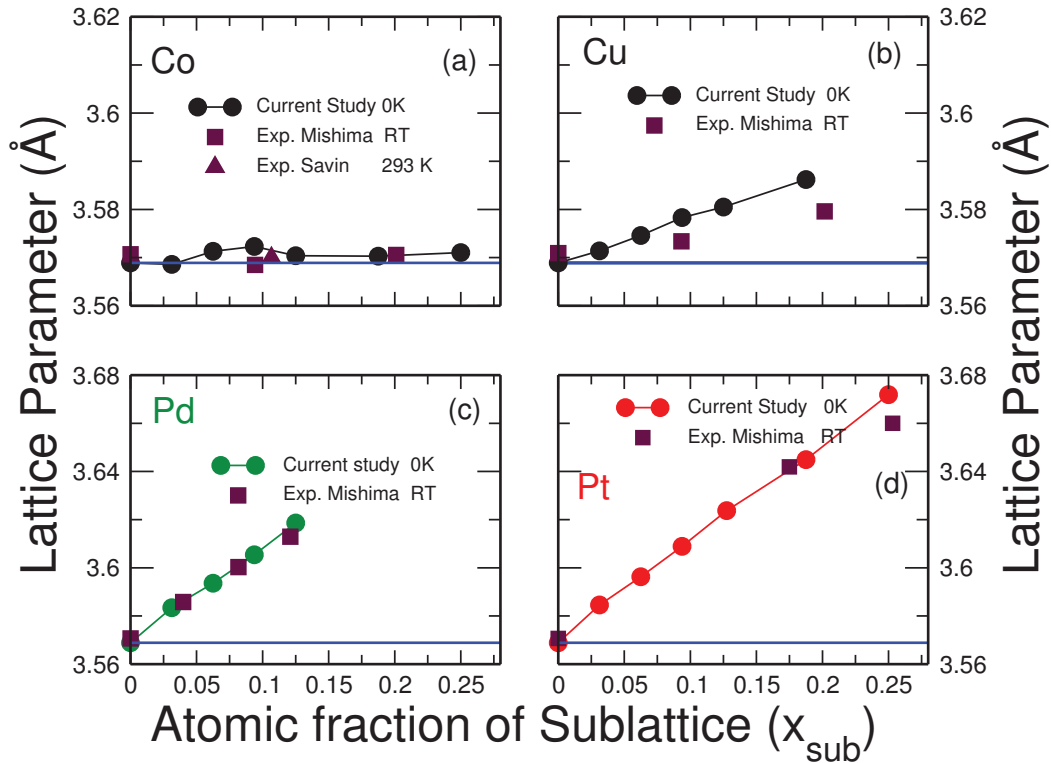 Lattice Parameter (Å)
3.62
3.6
3.58
3.56
Co
(a)
Current Study 0K
Exp. Mishima RT
Exp. Savin 293 K
Cu
(b)
Current Study 0K
Exp. Mishima RT
3.62
3.6
3.58
3.56
Lattice Parameter (Å)
3.68
3.64
3.6
3.56
Pd
(c)
Current study 0K
Exp. Mishima RT
0 0.05 0.1 0.15 0.2 0.25
Pt
(d)
Current Study 0K
Exp. Mishima RT
0 0.05 0.1 0.15 0.2 0.25
3.68
3.64
3.6
3.56
Atomic fraction of Sublattice (x_sub)